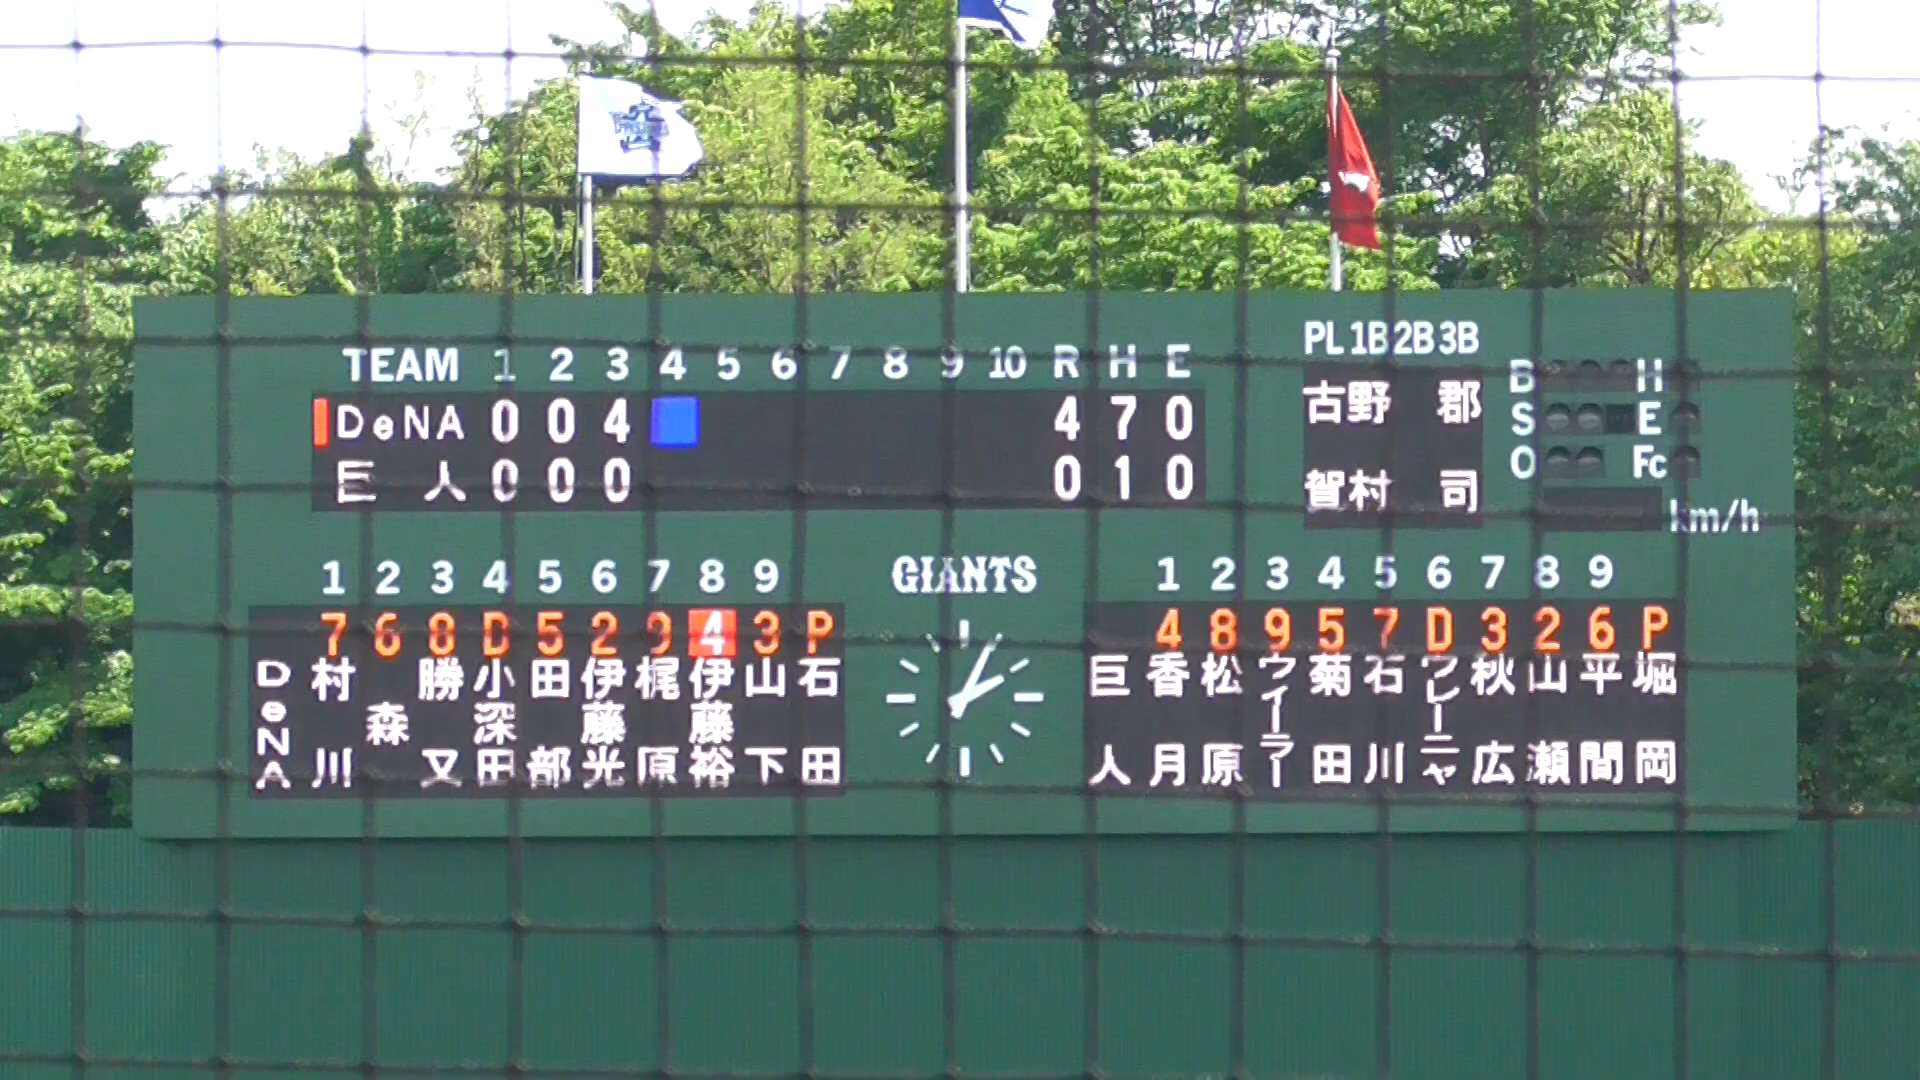 TEAM 1 2 3 4 5 6 7 8 9 10 R H E
DeNA 0 0 4 4 7 0
巨人 0 0 0 0 1 0
PL 1B 2B 3B
古賀 野村 郡司
B H
S E
O Fc
km/h
1 2 3 4 5 6 7 8 9
7 6 8 D 5 2 9 4 3 P
DeNA 村川 森 勝又 小深田 田部 伊藤光 梶原 伊藤裕 山下 石田
GIANTS
1 2 3 4 5 6 7 8 9
4 8 9 5 7 D 3 2 6 P
巨人 香月 松原 ウィーラー 菊田 石川 ウレーニャ 秋広 山瀬 平間 堀岡